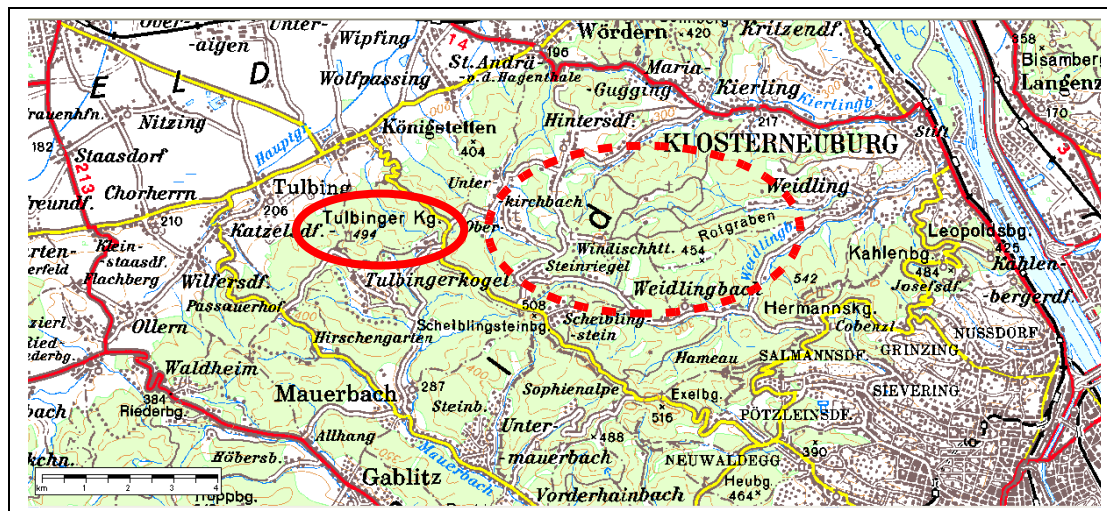 Ober-
-aigen
Unter-
Wipfing
14
St. Andrä-
-v.d. Hagenthale
196
Wördern
420
Kritzendf.
358
Bisamberg
Langenz
E L D
Wolfpassing
Maria-
-Gugging
Kierling
Kierlingb.
170
3
Nitzing
Hauptgr.
Königstetten
404
Hintersdf.
217
Stift
182
Staasdorf
213
KLOSTERNEUBURG
Chorherrn
Tulbing
Unter
-kirchbach
Weidling
210
206
Katzelsdf.
Tulbinger Kg.
494
Ober-
d
Rotgraben
Windischhtt.
454
Weidlingb.
Leopoldsbg.
425
Klein-
-staasdf.
Flachberg
Wilfersdf.
Tulbingerkogel
Steinriegel
542
Kahlenbg.
484
Josefsdf.
Kahlen-
-bergerdf.
Passauerhof
508
Weidlingbach
Hermannskg.
Cobenzl
Ollern
Scheiblingsteinbg.
Scheibling-
-stein
NUSSDORF
Hirschengarten
Hameau
SALMANNSDF.
GRINZING
Waldheim
l
400
384
Riederbg.
Mauerbach
287
Steinb.
Sophienalpe
Exelbg.
516
SIEVERING
PÖTZLEINSDF.
Allhang
Unter-
-mauerbach
488
390
Höbersb.
Mauerbach
NEUWALDEGG
Heubg.
464
Gablitz
Vorderhainbach
km 0 1 2 3 4